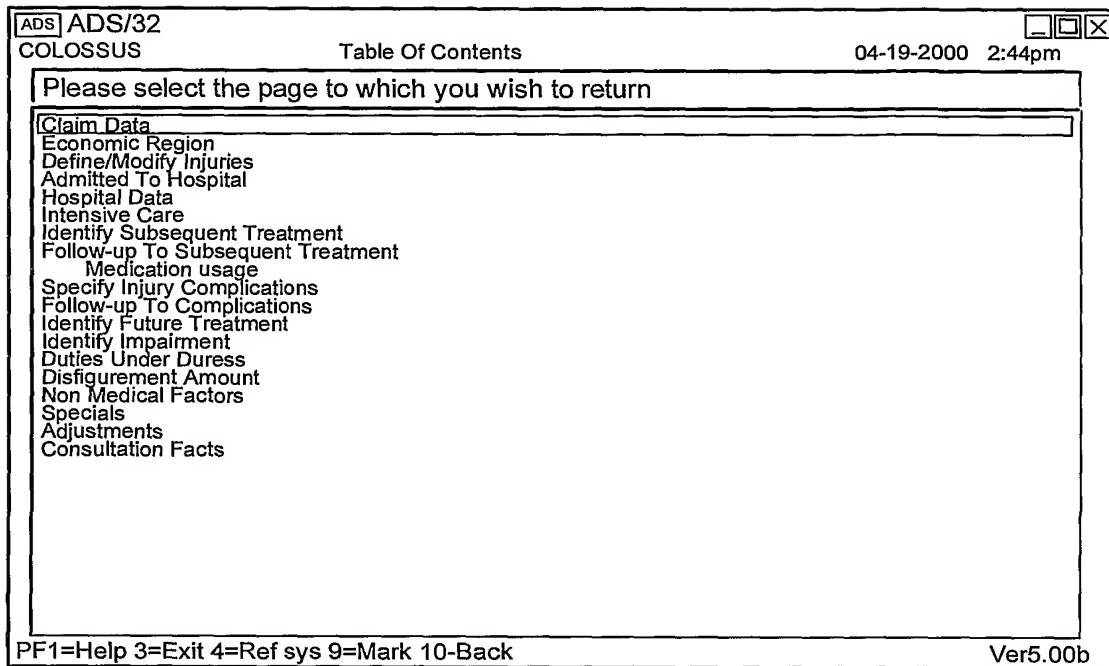 ADS ADS/32
COLOSSUS Table Of Contents 04-19-2000 2:44pm
Please select the page to which you wish to return
Claim Data
Economic Region
Define/Modify Injuries
Admitted To Hospital
Hospital Data
Intensive Care
Identify Subsequent Treatment
Follow-up To Subsequent Treatment
Medication usage
Specify Injury Complications
Follow-up To Complications
Identify Future Treatment
Identify Impairment
Duties Under Duress
Disfigurement Amount
Non Medical Factors
Specials
Adjustments
Consultation Facts
PF1=Help 3=Exit 4=Ref sys 9=Mark 10-Back Ver5.00b